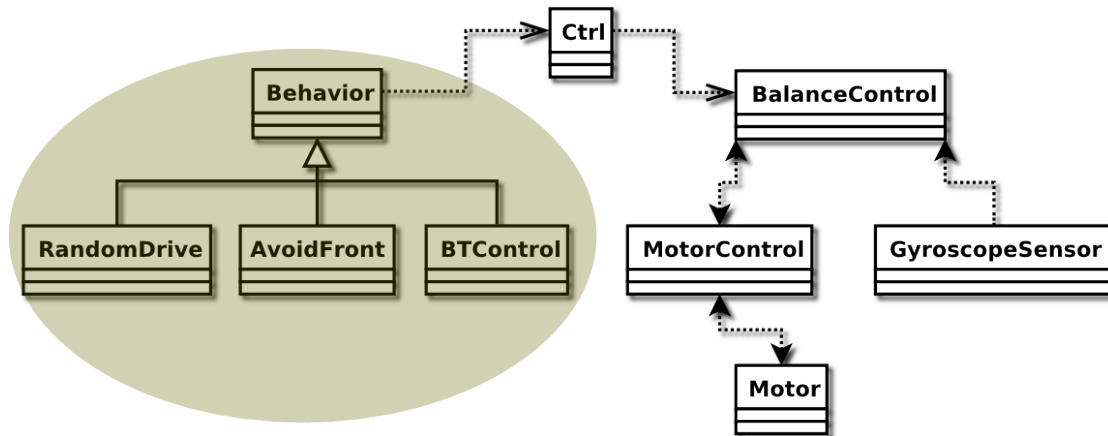 Ctrl
Behavior
BalanceControl
RandomDrive
AvoidFront
BTControl
MotorControl
GyroscopeSensor
Motor